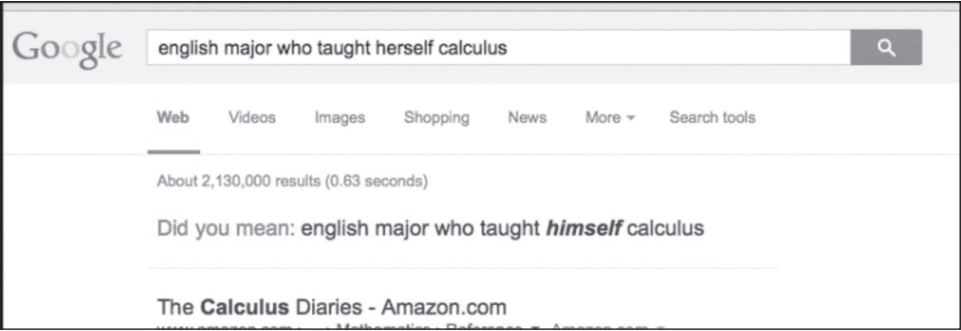 Google english major who taught herself calculus
Web Videos Images Shopping News More Search tools
About 2,130,000 results (0.63 seconds)
Did you mean: english major who taught himself calculus
The Calculus Diaries - Amazon.com